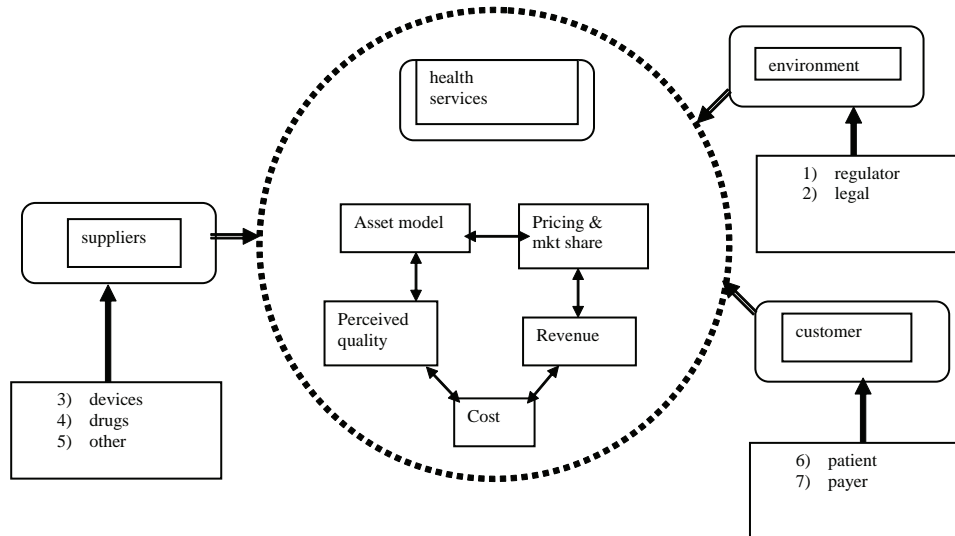 health
services
environment
1) regulator
2) legal
suppliers
Asset model
Pricing &
mkt share
Perceived
quality
Revenue
customer
3) devices
4) drugs
5) other
Cost
6) patient
7) payer